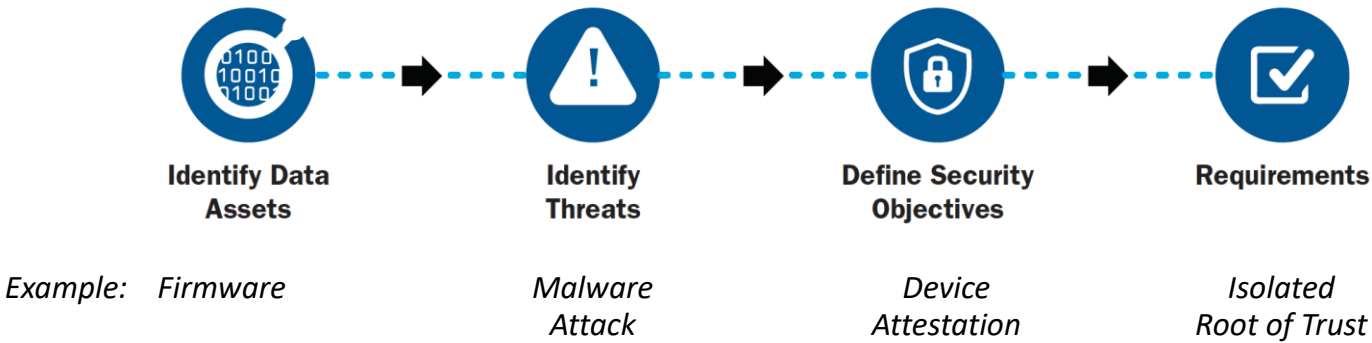 0100
10010
0100
!
Identify Data
Assets
Identify
Threats
Define Security
Objectives
Requirements
Example:
Firmware
Malware
Attack
Device
Attestation
Isolated
Root of Trust